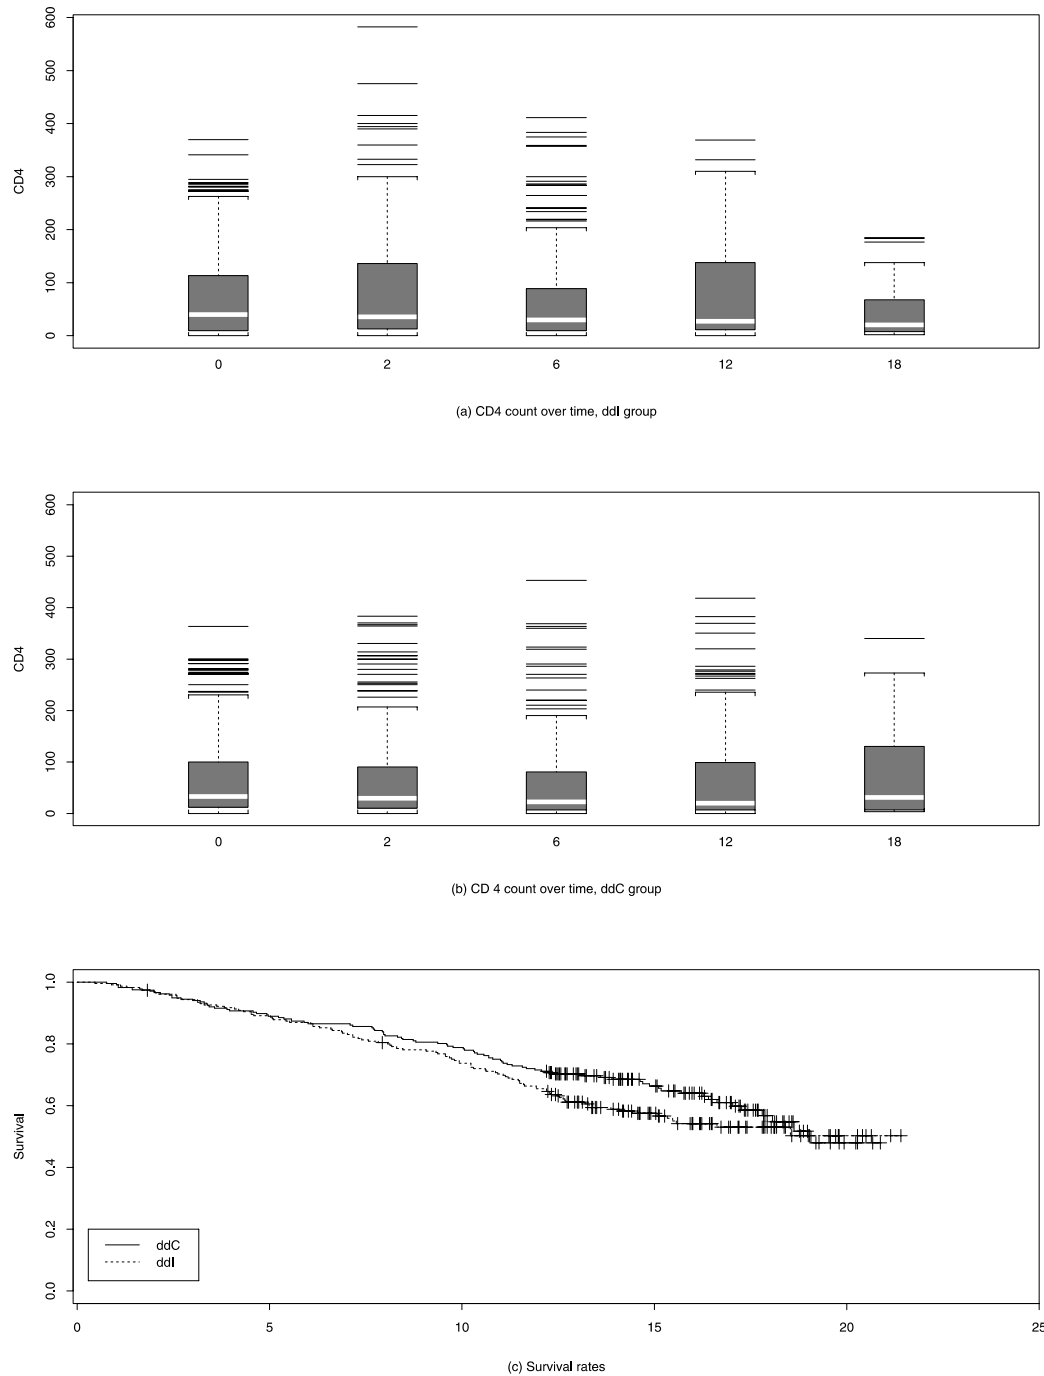 600
500
400
300
200
100
0
CD4
0 2 6 12 18
(a) CD4 count over time, ddI group
600
500
400
300
200
100
0
CD4
0 2 6 12 18
(b) CD 4 count over time, ddC group
1.0
0.8
0.6
0.4
0.2
0.0
Survival
ddC
ddI
0 5 10 15 20 25
(c) Survival rates